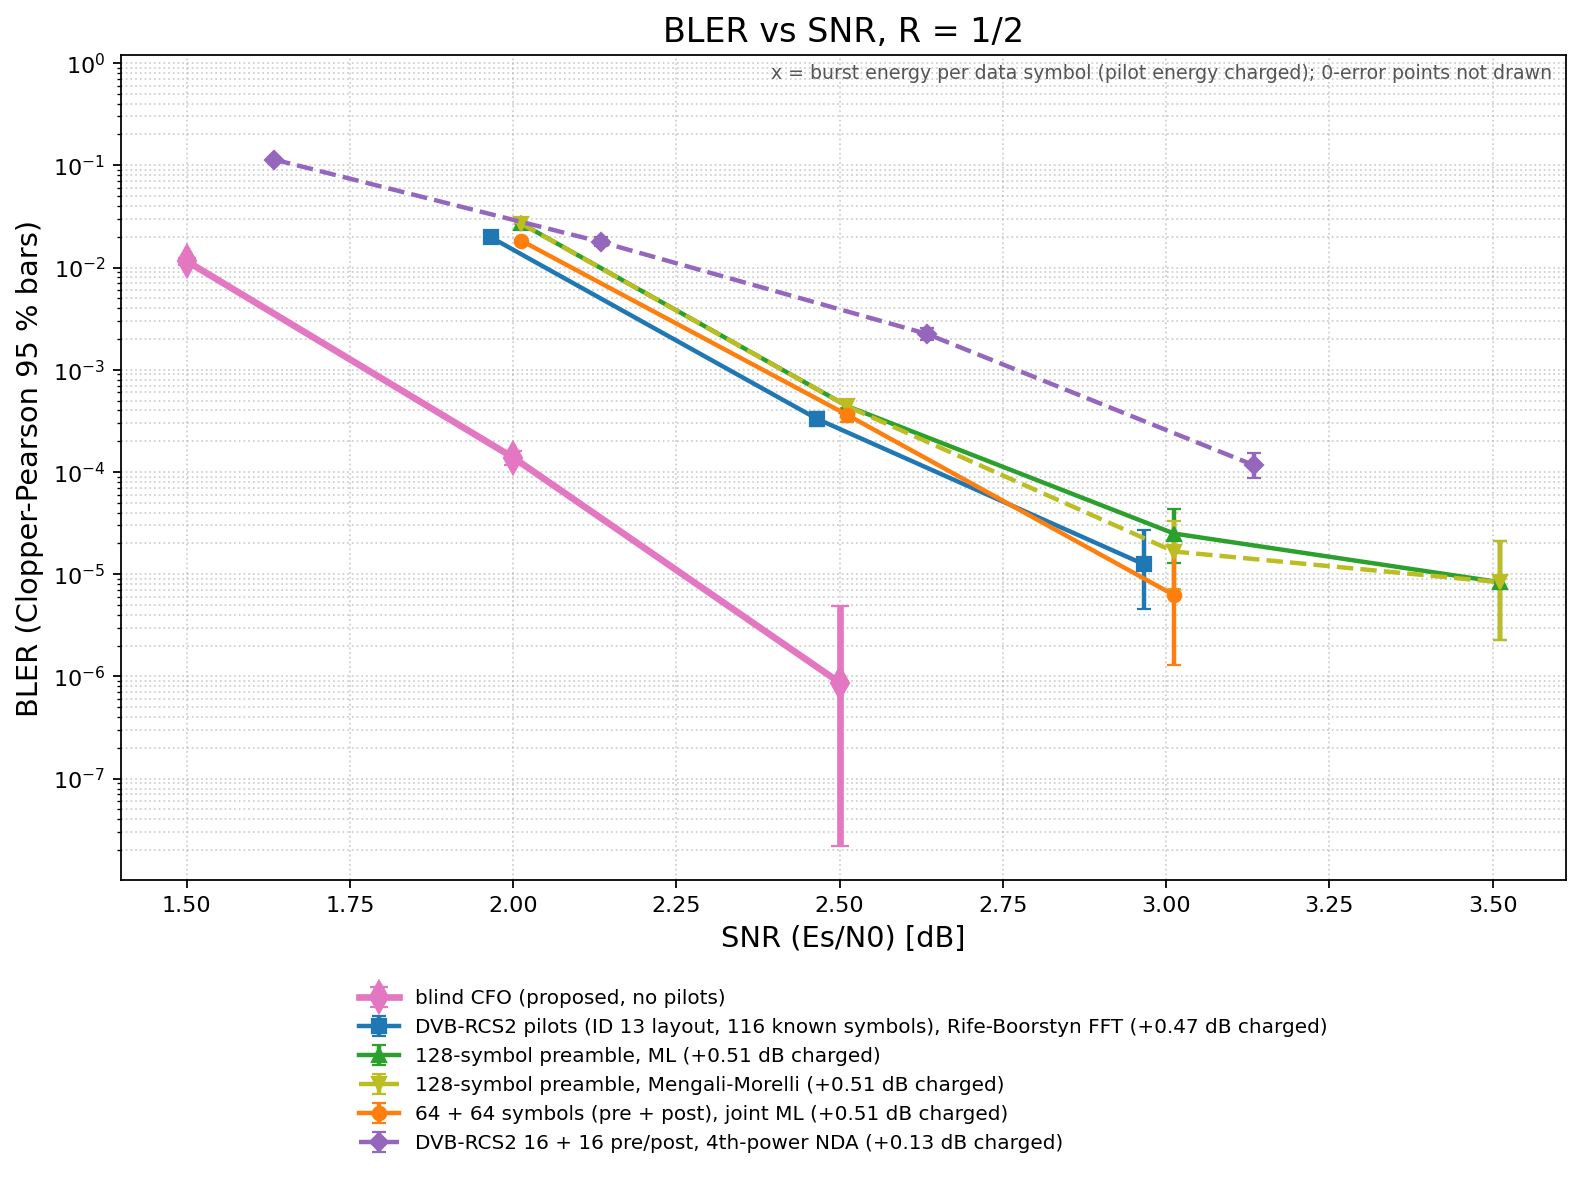 BLER vs SNR, R = 1/2
x = burst energy per data symbol (pilot energy charged); 0-error points not drawn
BLER (Clopper-Pearson 95 % bars)
10⁰
10⁻¹
10⁻²
10⁻³
10⁻⁴
10⁻⁵
10⁻⁶
10⁻⁷
1.50 1.75 2.00 2.25 2.50 2.75 3.00 3.25 3.50
SNR (Es/N0) [dB]
blind CFO (proposed, no pilots)
DVB-RCS2 pilots (ID 13 layout, 116 known symbols), Rife-Boorstyn FFT (+0.47 dB charged)
128-symbol preamble, ML (+0.51 dB charged)
128-symbol preamble, Mengali-Morelli (+0.51 dB charged)
64 + 64 symbols (pre + post), joint ML (+0.51 dB charged)
DVB-RCS2 16 + 16 pre/post, 4th-power NDA (+0.13 dB charged)